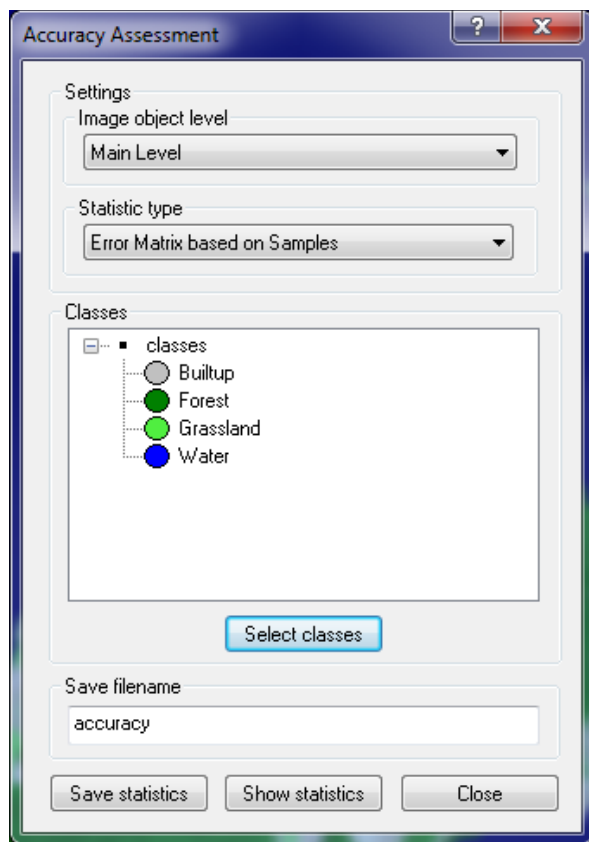 Accuracy Assessment
?
X
Settings
Image object level
Main Level
Statistic type
Error Matrix based on Samples
Classes
classes
Builtup
Forest
Grassland
Water
Select classes
Save filename
accuracy
Save statistics Show statistics Close